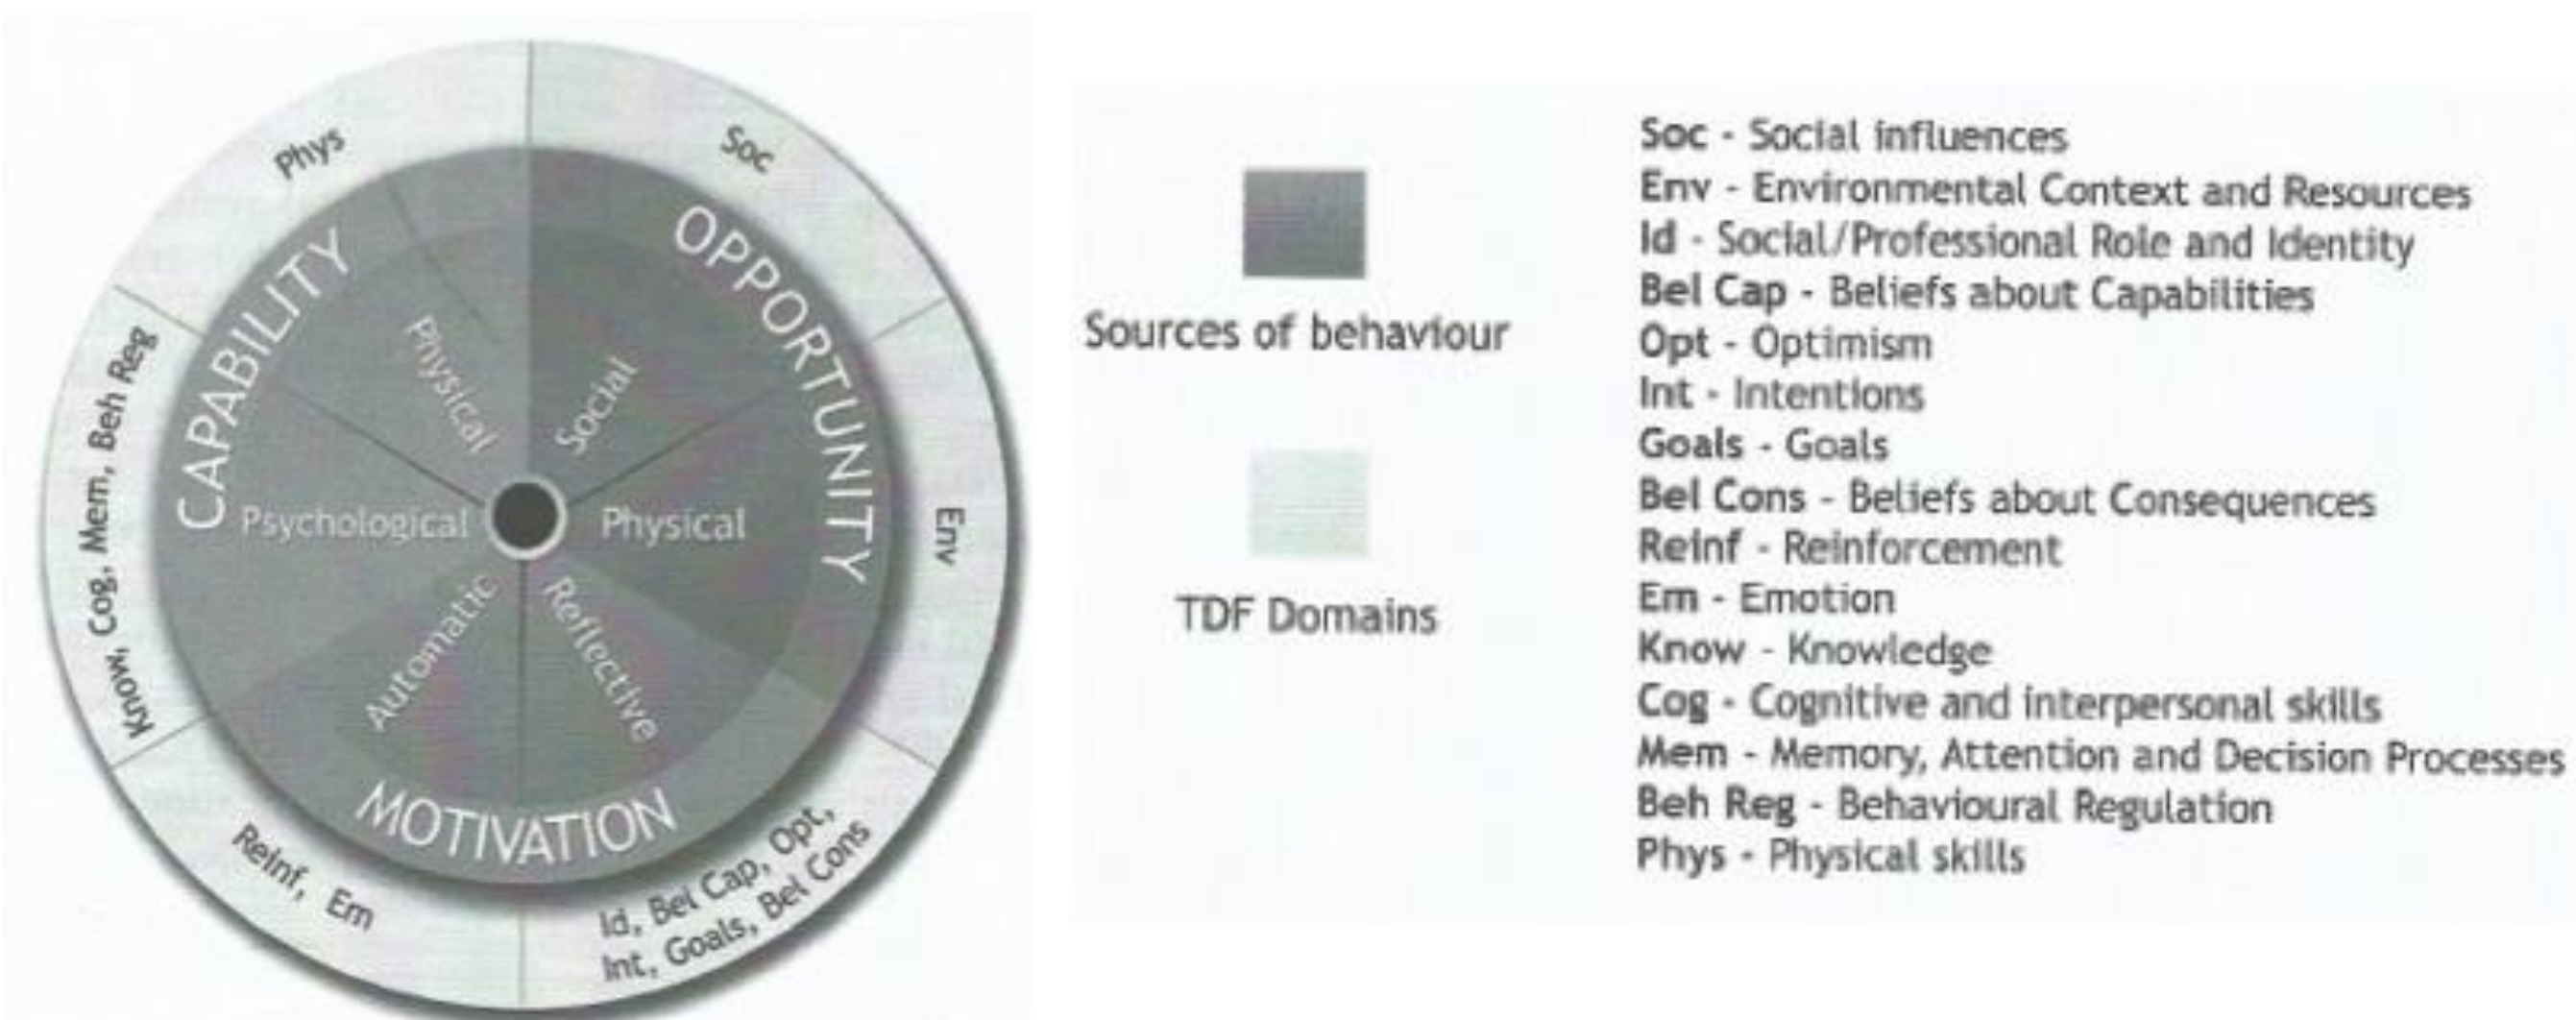 Phys
Soc
CAPABILITY
OPPORTUNITY
Physical
Social
Know, Cog, Mem, Beh Reg
Psychological
Physical
Env
Automatic
Reflective
MOTIVATION
Reinf, Em
Id, Bel Cap, Opt,
Int, Goals, Bel Cons
Sources of behaviour
TDF Domains
Soc - Social influences
Env - Environmental Context and Resources
Id - Social/Professional Role and Identity
Bel Cap - Beliefs about Capabilities
Opt - Optimism
Int - Intentions
Goals - Goals
Bel Cons - Beliefs about Consequences
Reinf - Reinforcement
Em - Emotion
Know - Knowledge
Cog - Cognitive and interpersonal skills
Mem - Memory, Attention and Decision Processes
Beh Reg - Behavioural Regulation
Phys - Physical skills